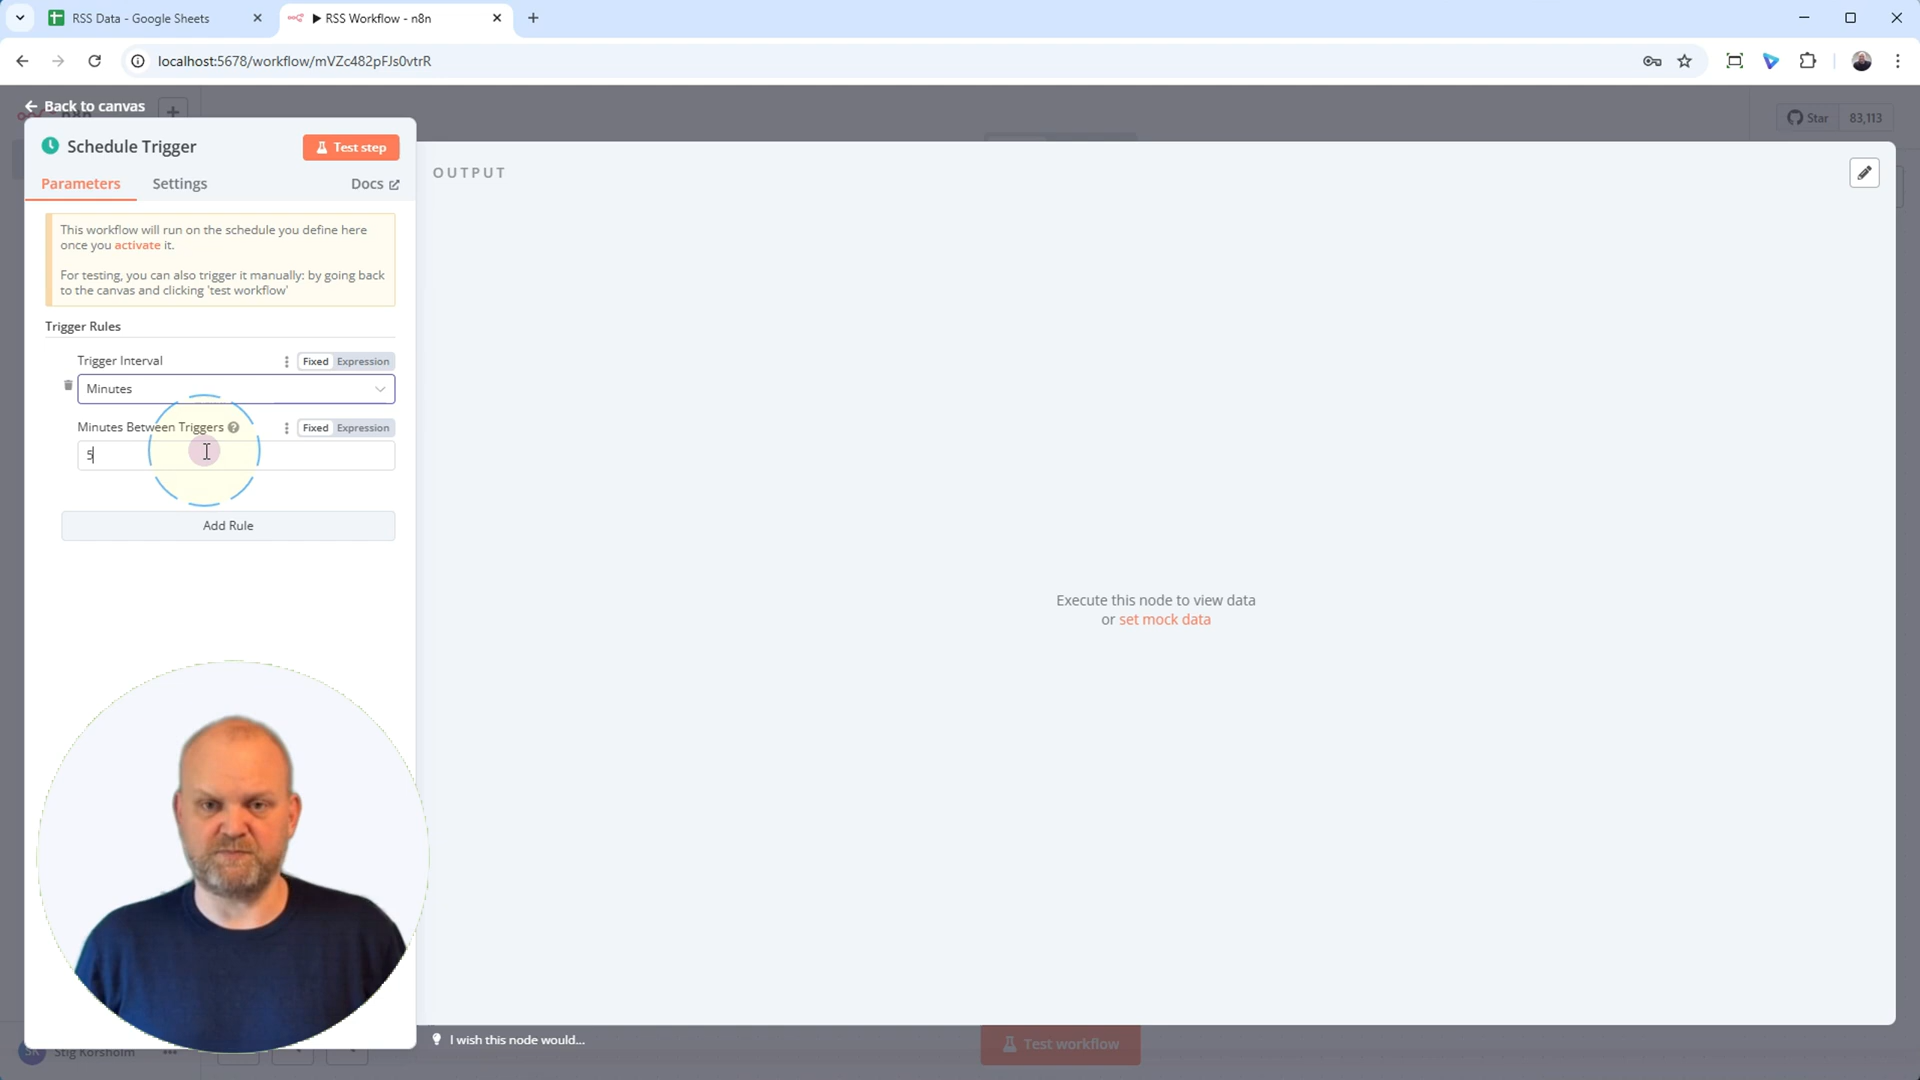 RSS Data - Google Sheets
RSS Workflow - n8n
localhost:5678/workflow/mVZc482pFJs0vtrR
Back to canvas
Star 83,113
Schedule Trigger
Test step
Parameters
Settings
Docs
OUTPUT
This workflow will run on the schedule you define here
once you activate it.
For testing, you can also trigger it manually: by going back
to the canvas and clicking 'test workflow'
Trigger Rules
Trigger Interval
Fixed Expression
Minutes
Minutes Between Triggers
Fixed Expression
5
Add Rule
Execute this node to view data
or set mock data
I wish this node would...
Test workflow
Stig Korsholm